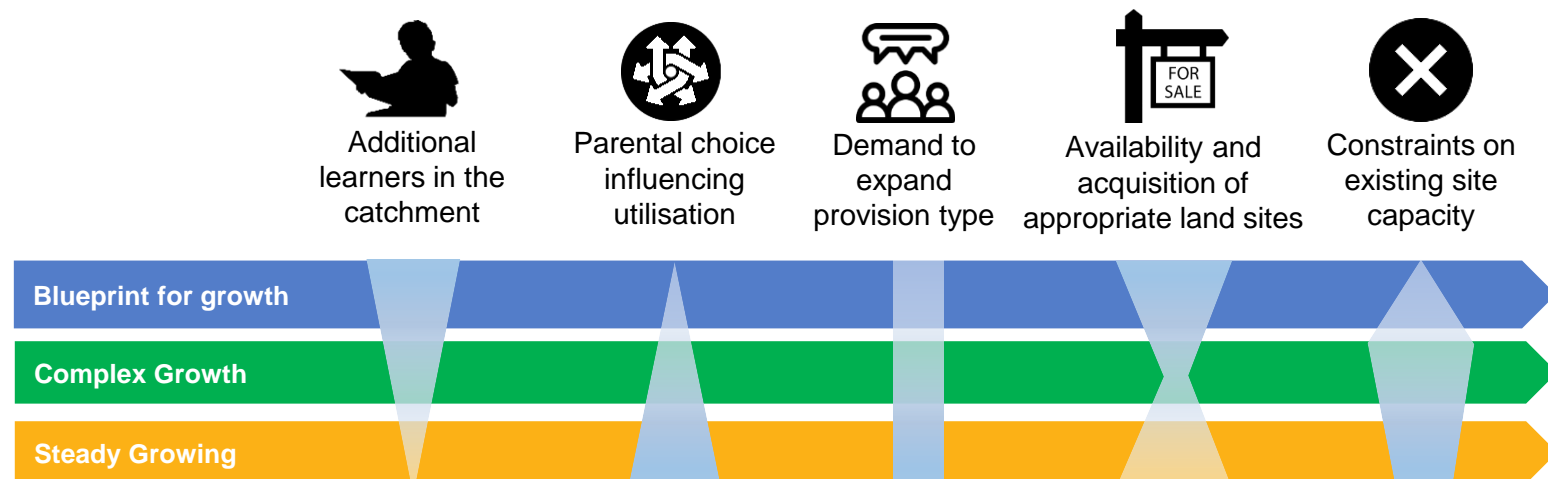 FOR
SALE
Additional
learners in the
catchment
Parental choice
influencing
utilisation
Demand to
expand
provision type
Availability and
acquisition of
appropriate land sites
Constraints on
existing site
capacity
Blueprint for growth
Complex Growth
Steady Growing